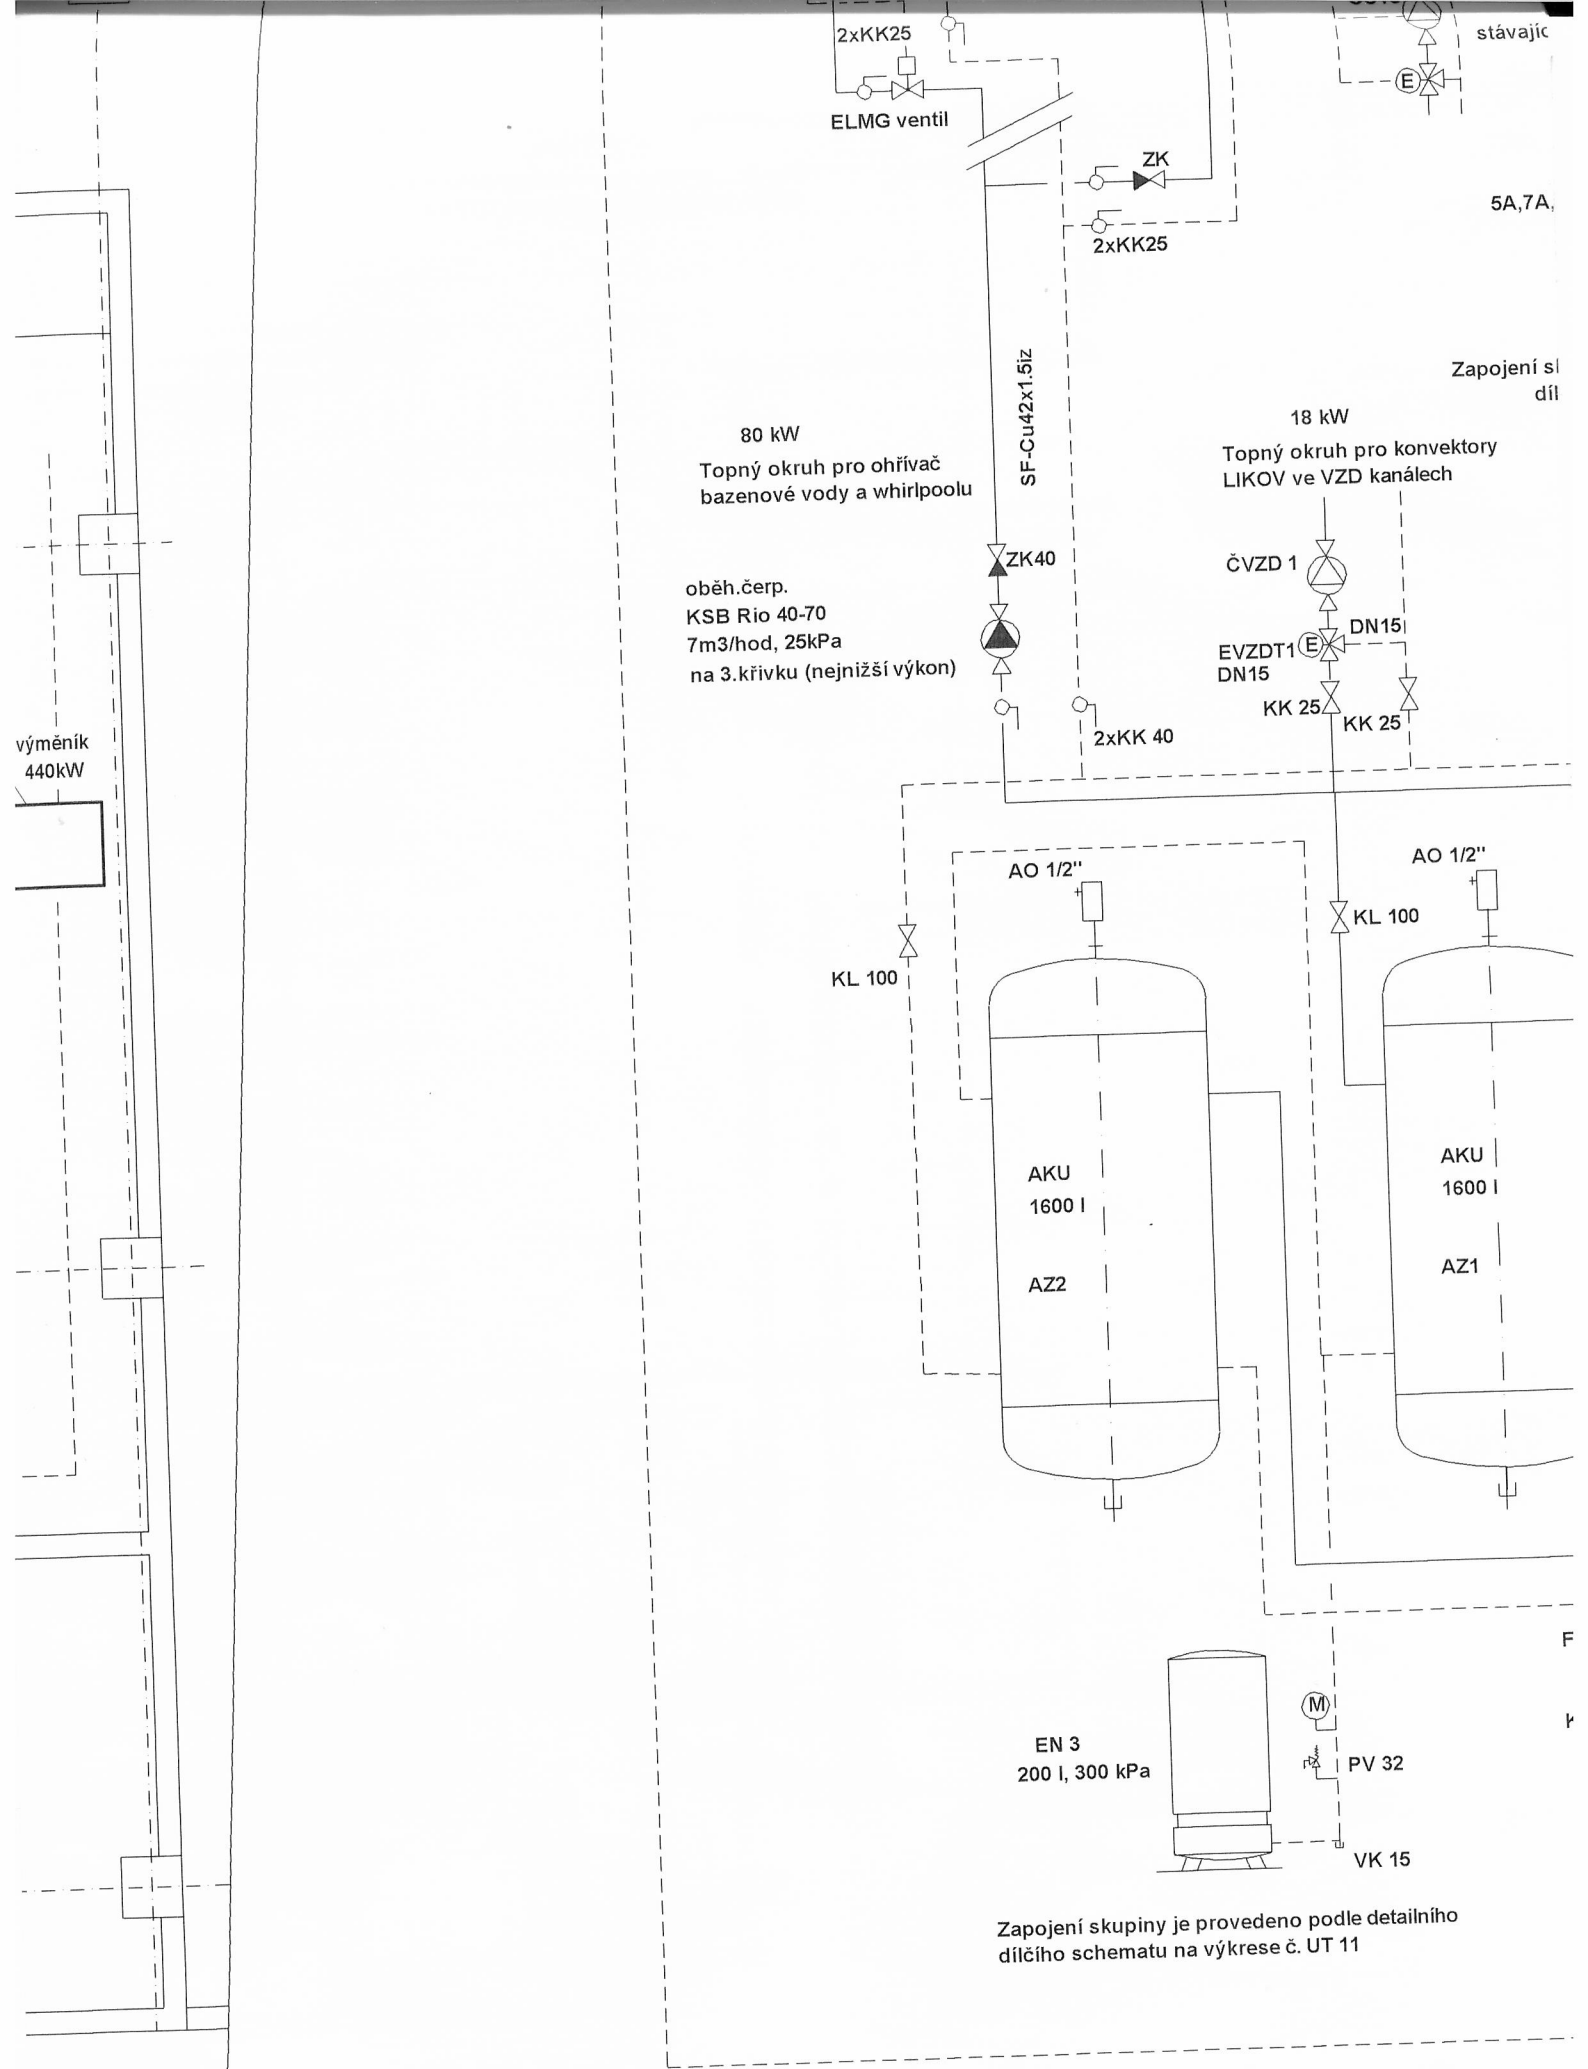 2xKK25
stávajíc
E
ELMG ventil
ZK
5A,7A,
2xKK25
SF-Cu42x1.5iz
Zapojení
díl
80 kW
Topný okruh pro ohřívač
bazenové vody a whirlpoolu
18 kW
Topný okruh pro konvektory
LIKOV ve VZD kanálech
ZK40
ČVZD 1
oběh.čerp.
KSB Rio 40-70
7m3/hod, 25kPa
na 3.křivku (nejnižší výkon)
DN15
EVZDT1
E
DN15
KK 25
KK 25
2xKK 40
výměník
440kW
AO 1/2"
AO 1/2"
KL 100
KL 100
AKU
1600 l
AZ2
AKU
1600 l
AZ1
M
EN 3
200 l, 300 kPa
PV 32
VK 15
Zapojení skupiny je provedeno podle detailního
dílčího schematu na výkrese č. UT 11